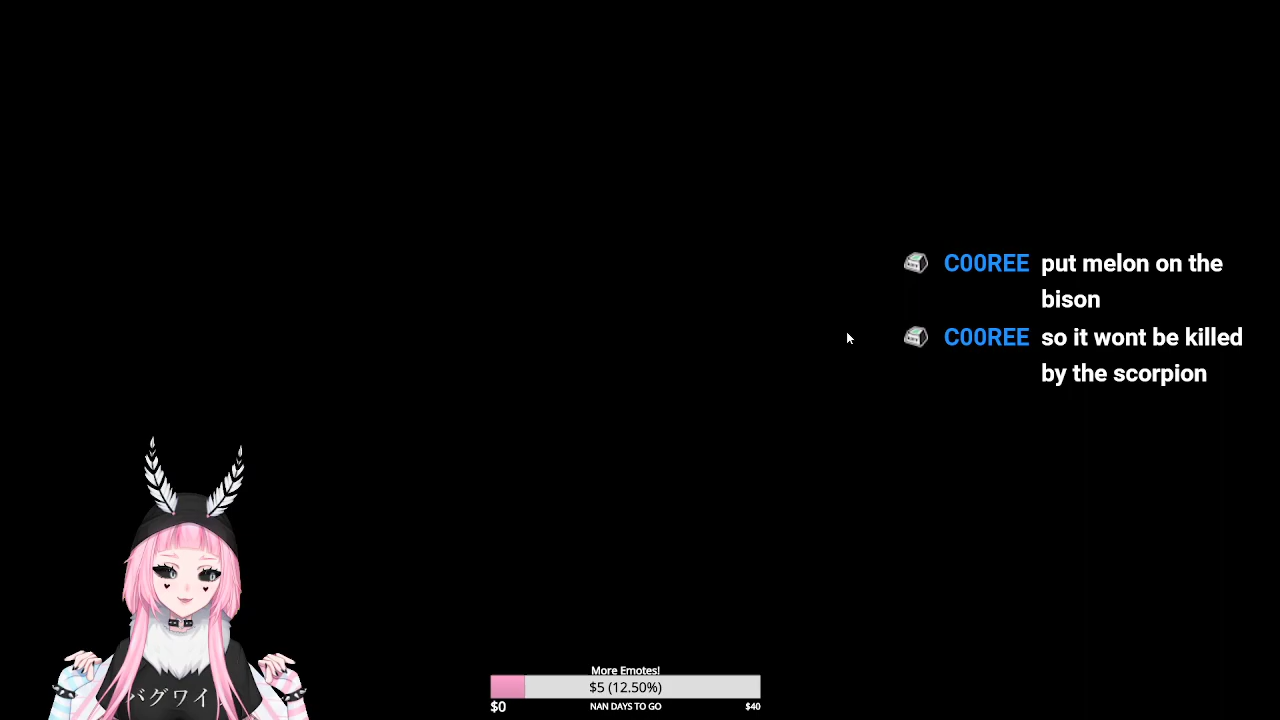 C00REE put melon on the
bison
C00REE so it wont be killed
by the scorpion
バグワイ
More Emotes!
$5 (12.50%)
$0 NAN DAYS TO GO $40